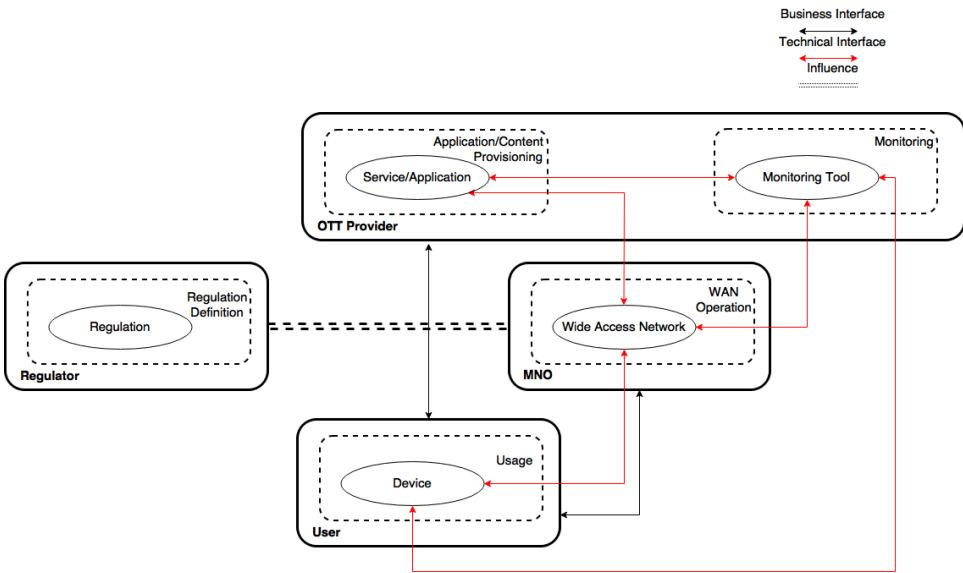 Business Interface
Technical Interface
Influence
Application/Content
Provisioning
Monitoring
Service/Application
Monitoring Tool
OTT Provider
Regulation
Definition
Regulation
Regulator
WAN
Operation
Wide Access Network
MNO
Usage
Device
User